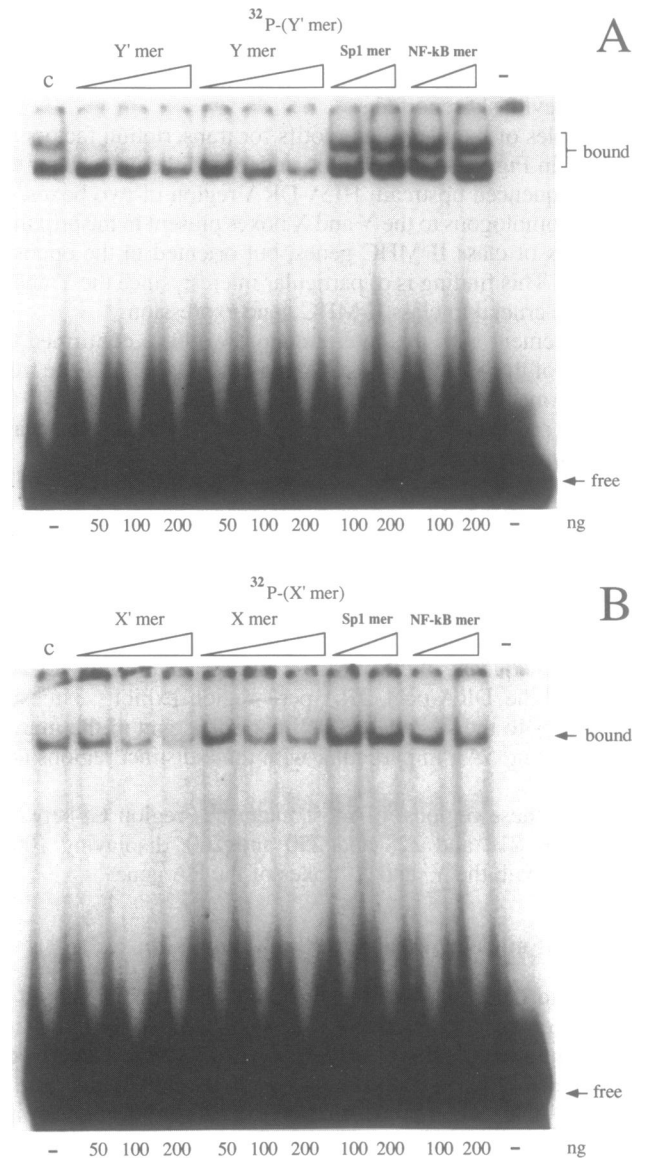 ³²P-(Y' mer)
A
Y' mer Y mer Sp1 mer NF-kB mer
c –
bound
free
– 50 100 200 50 100 200 100 200 100 200 – ng
³²P-(X' mer)
B
X' mer X mer Sp1 mer NF-kB mer
c –
bound
free
– 50 100 200 50 100 200 100 200 100 200 – ng